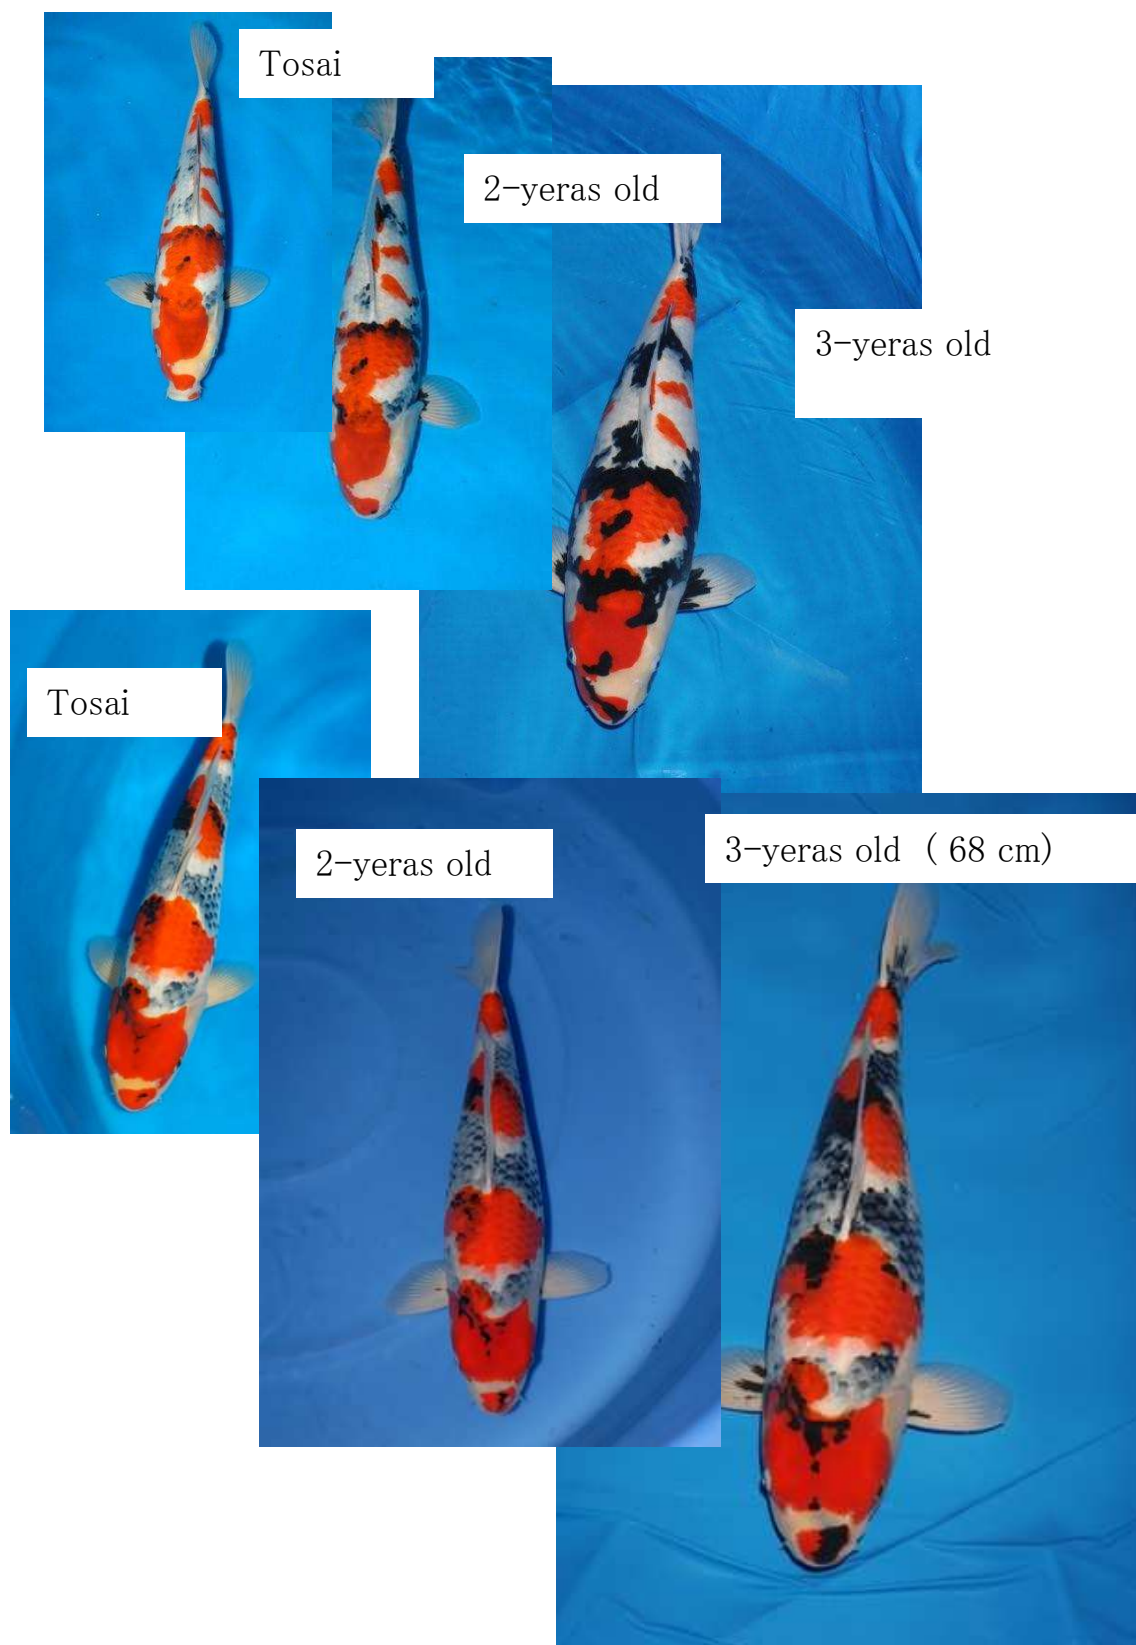 Tosai
2-yeras old
3-yeras old
Tosai
2-yeras old
3-yeras old ( 68 cm)